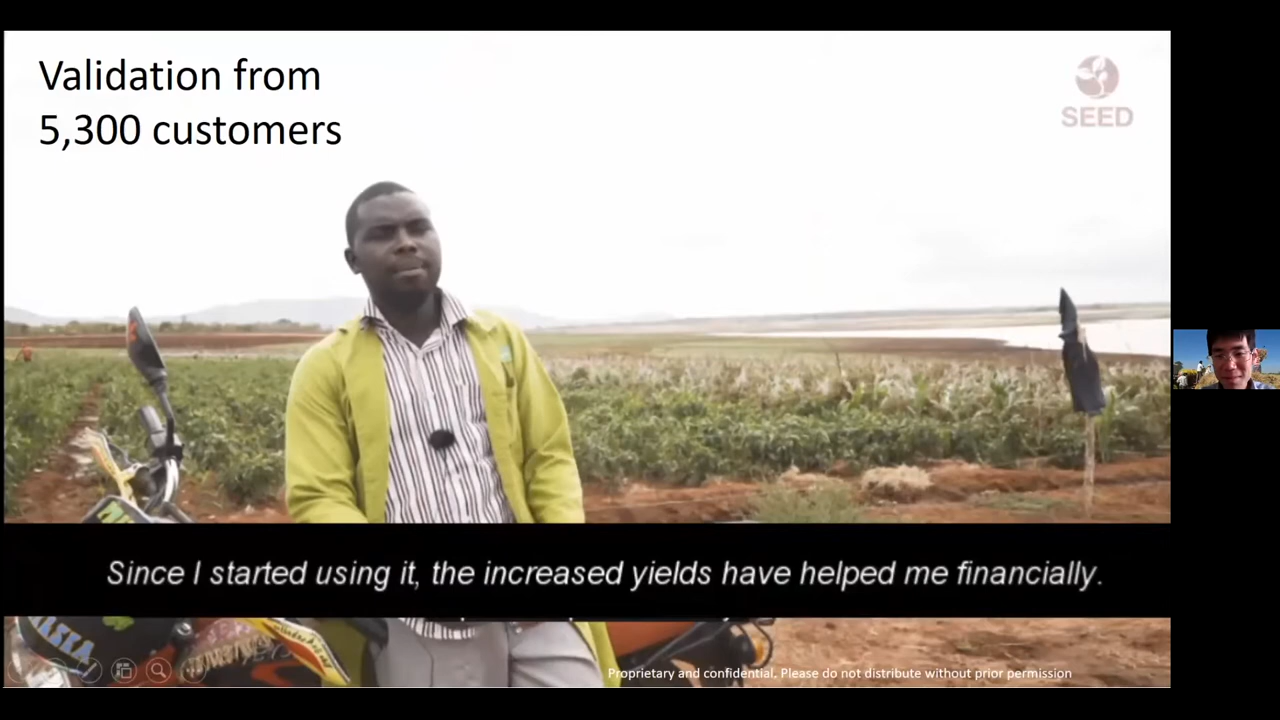 Validation from
5,300 customers
SEED
Since I started using it, the increased yields have helped me financially.
Proprietary and confidential. Please do not distribute without prior permission